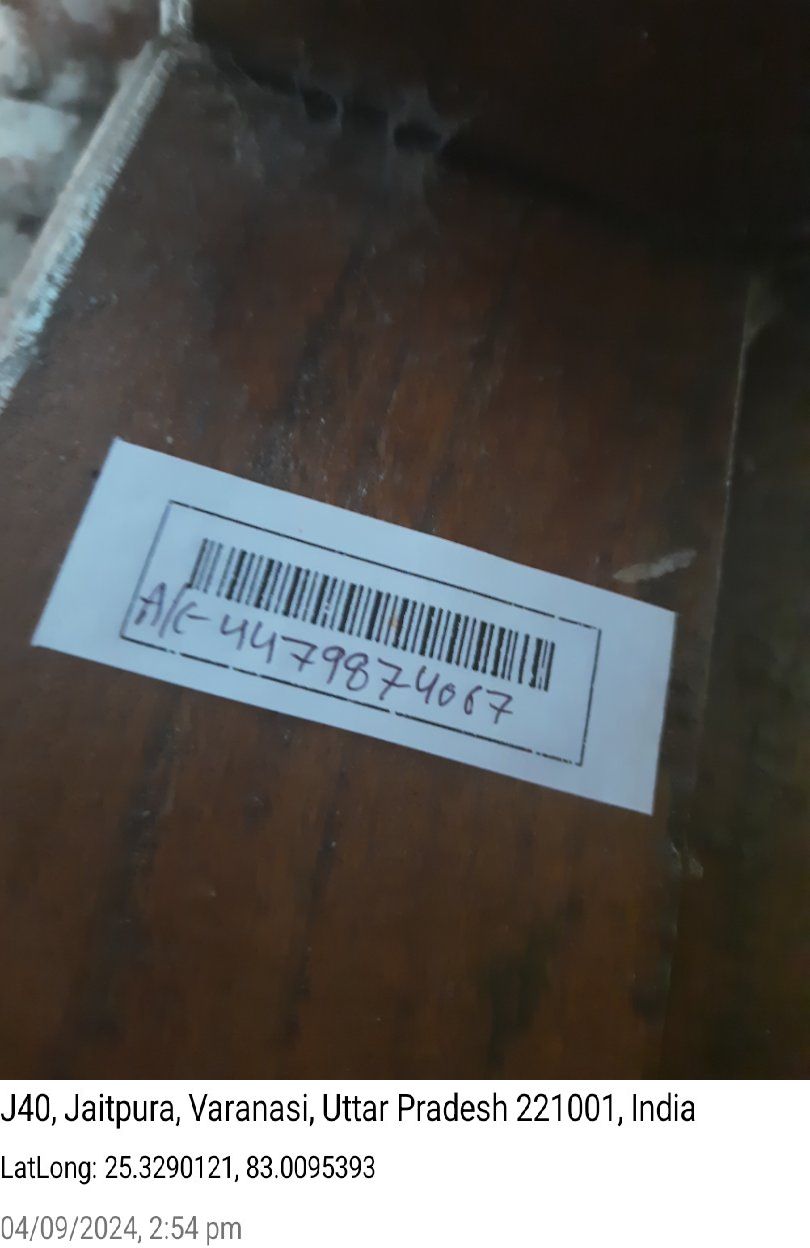 A/C-4479874067
J40, Jaitpura, Varanasi, Uttar Pradesh 221001, India
LatLong: 25.3290121, 83.0095393
04/09/2024, 2:54 pm